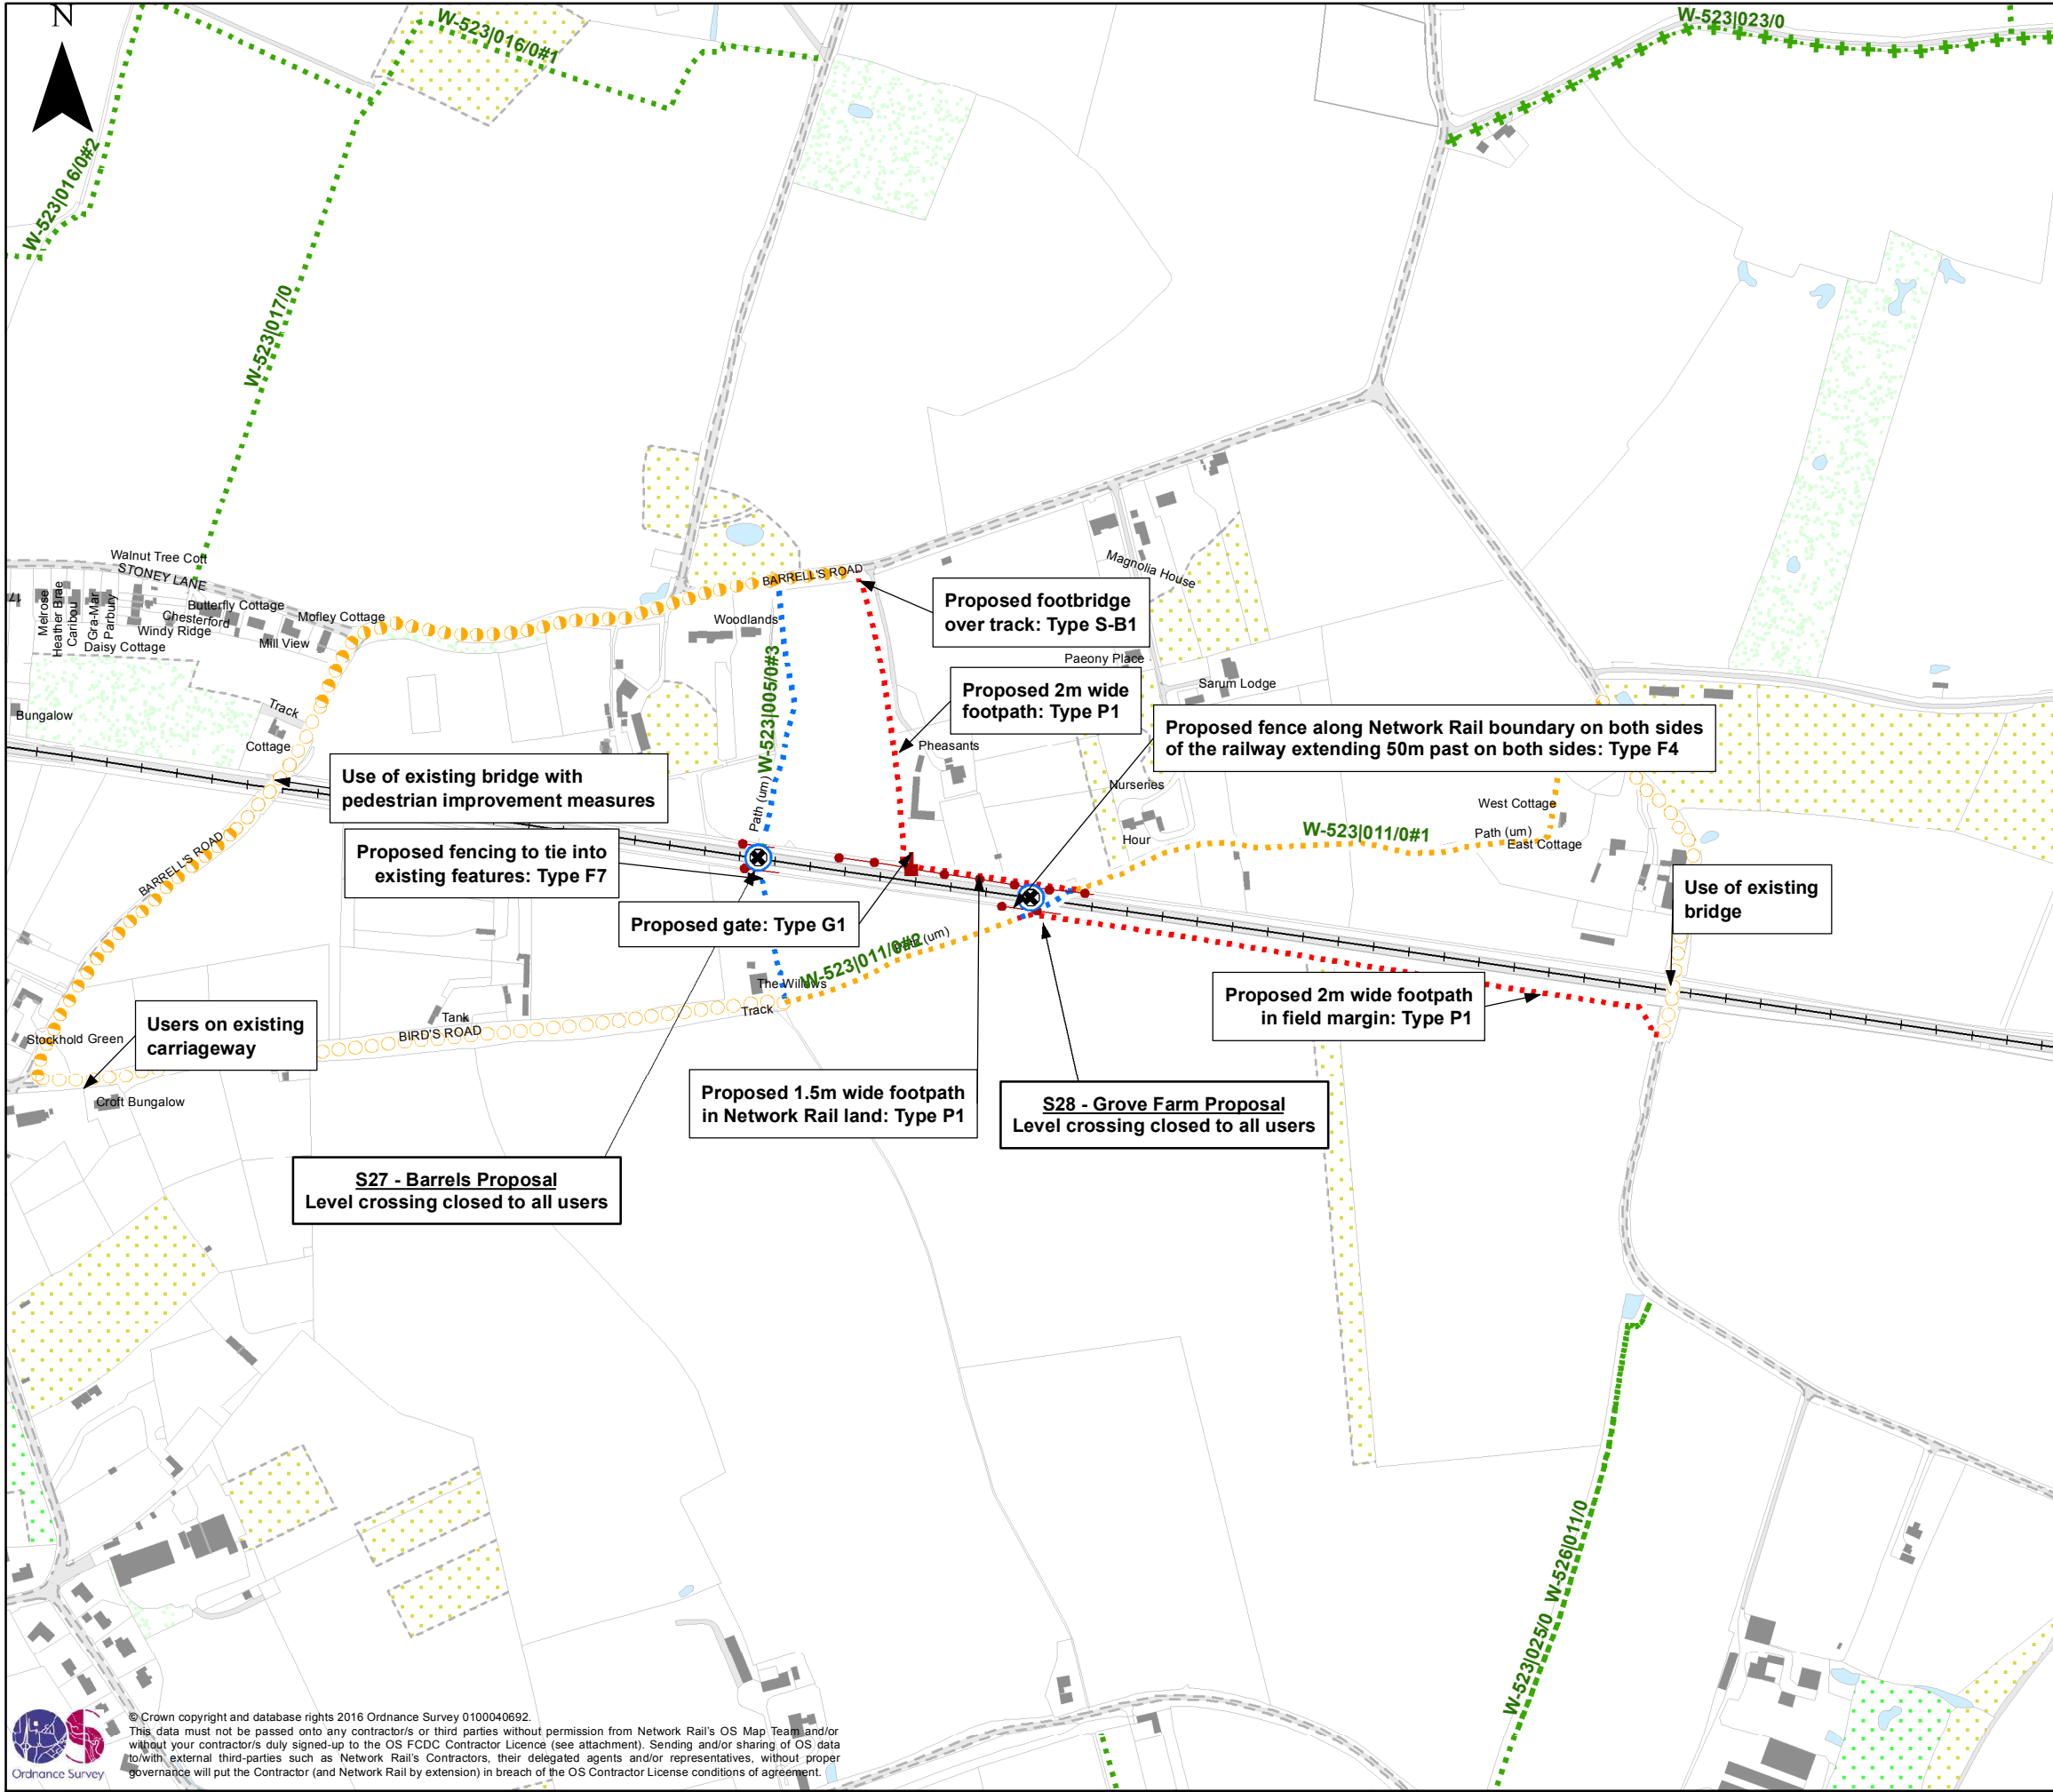 N
W-523|016/0#1
W-523|023/0
W-523|016/0#2
W-523|017/0
Walnut Tree Cott
STONEY LANE
17
Melrose
Heather Brae
Caribou
Gra-Mar
Parbury
Butterfly Cottage
Chesterford
Windy Ridge
Daisy Cottage
Mill View
Mofley Cottage
BARRELL'S ROAD
Woodlands
Magnolia House
Proposed footbridge
over track: Type S-B1
Paeony Place
Sarum Lodge
Proposed 2m wide
footpath: Type P1
W-523|005/0#3
Path (um)
Bungalow
Track
Cottage
Pheasants
Proposed fence along Network Rail boundary on both sides
of the railway extending 50m past on both sides: Type F4
Use of existing bridge with
pedestrian improvement measures
Nurseries
Hour
West Cottage
W-523|011/0#1
Path (um)
East Cottage
BARRELL'S ROAD
Proposed fencing to tie into
existing features: Type F7
Use of existing
bridge
Proposed gate: Type G1
W-523|011/0#2
(um)
The Willows
Track
Proposed 2m wide footpath
in field margin: Type P1
Users on existing
carriageway
Stockhold Green
Tank
BIRD'S ROAD
Croft Bungalow
Proposed 1.5m wide footpath
in Network Rail land: Type P1
S28 - Grove Farm Proposal
Level crossing closed to all users
S27 - Barrels Proposal
Level crossing closed to all users
W-523|025/0 W-526|011/0
© Crown copyright and database rights 2016 Ordnance Survey 0100040692.
This data must not be passed onto any contractor/s or third parties without permission from Network Rail's OS Map Team and/or
without your contractor/s duly signed-up to the OS FCDC Contractor Licence (see attachment). Sending and/or sharing of OS data
to/with external third-parties such as Network Rail's Contractors, their delegated agents and/or representatives, without proper
governance will put the Contractor (and Network Rail by extension) in breach of the OS Contractor License conditions of agreement.
Ordnance Survey